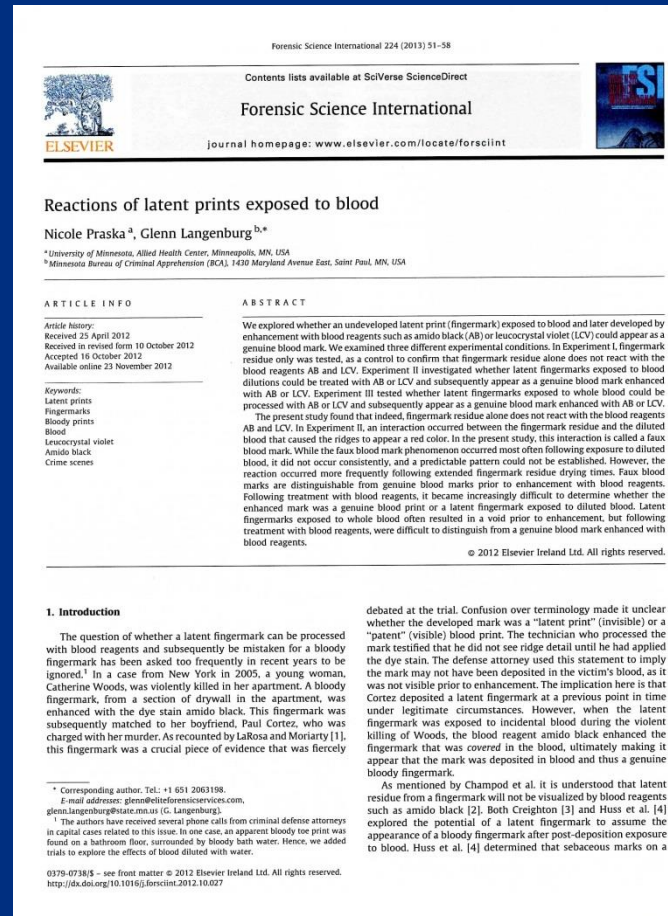 Forensic Science International 224 (2013) 51–58
Contents lists available at SciVerse ScienceDirect
Forensic Science International
ELSEVIER
journal homepage: www.elsevier.com/locate/forsciint
FSI
Reactions of latent prints exposed to blood
Nicole Praska a, Glenn Langenburg b,*
a University of Minnesota, Allied Health Center, Minneapolis, MN, USA
b Minnesota Bureau of Criminal Apprehension (BCA), 1430 Maryland Avenue East, Saint Paul, MN, USA
ARTICLE INFO
Article history:
Received 25 April 2012
Received in revised form 10 October 2012
Accepted 16 October 2012
Available online 23 November 2012
Keywords:
Latent prints
Fingermarks
Bloody prints
Blood
Leucocrystal violet
Amido black
Crime scenes
ABSTRACT
We explored whether an undeveloped latent print (fingermark) exposed to blood and later developed by
enhancement with blood reagents such as amido black (AB) or leucocrystal violet (LCV) could appear as a
genuine blood mark. We examined three different experimental conditions. In Experiment I, fingermark
residue only was tested, as a control to confirm that fingermark residue alone does not react with the
blood reagents AB and LCV. Experiment II investigated whether latent fingermarks exposed to blood
dilutions could be treated with AB or LCV and subsequently appear as a genuine blood mark enhanced
with AB or LCV. Experiment III tested whether latent fingermarks exposed to whole blood could be
processed with AB or LCV and subsequently appear as a genuine blood mark enhanced with AB or LCV.
The present study found that indeed, fingermark residue alone does not react with the blood reagents
AB and LCV. In Experiment II, an interaction occurred between the fingermark residue and the diluted
blood that caused the ridges to appear a red color. In the present study, this interaction is called a faux
blood mark. While the faux blood mark phenomenon occurred most often following exposure to diluted
blood, it did not occur consistently, and a predictable pattern could not be established. However, the
reaction occurred more frequently following extended fingermark residue drying times. Faux blood
marks are distinguishable from genuine blood marks prior to enhancement with blood reagents.
Following treatment with blood reagents, it became increasingly difficult to determine whether the
enhanced mark was a genuine blood print or a latent fingermark exposed to diluted blood. Latent
fingermarks exposed to whole blood often resulted in a void prior to enhancement, but following
treatment with blood reagents, were difficult to distinguish from a genuine blood mark enhanced with
blood reagents.
© 2012 Elsevier Ireland Ltd. All rights reserved.
1. Introduction
The question of whether a latent fingermark can be processed
with blood reagents and subsequently be mistaken for a bloody
fingermark has been asked too frequently in recent years to be
ignored.1 In a case from New York in 2005, a young woman,
Catherine Woods, was violently killed in her apartment. A bloody
fingermark, from a section of drywall in the apartment, was
enhanced with the dye stain amido black. This fingermark was
subsequently matched to her boyfriend, Paul Cortez, who was
charged with her murder. As recounted by LaRosa and Moriarty [1],
this fingermark was a crucial piece of evidence that was fiercely
* Corresponding author. Tel.: +1 651 2063198.
E-mail addresses: glenn@eliteforensicservices.com,
glenn.langenburg@state.mn.us (G. Langenburg).
1 The authors have received several phone calls from criminal defense attorneys
in capital cases related to this issue. In one case, an apparent bloody toe print was
found on a bathroom floor, surrounded by bloody bath water. Hence, we added
trials to explore the effects of blood diluted with water.
0379-0738/$ – see front matter © 2012 Elsevier Ireland Ltd. All rights reserved.
http://dx.doi.org/10.1016/j.forsciint.2012.10.027
debated at the trial. Confusion over terminology made it unclear
whether the developed mark was a "latent print" (invisible) or a
"patent" (visible) blood print. The technician who processed the
mark testified that he did not see ridge detail until he had applied
the dye stain. The defense attorney used this statement to imply
the mark may not have been deposited in the victim's blood, as it
was not visible prior to enhancement. The implication here is that
Cortez deposited a latent fingermark at a previous point in time
under legitimate circumstances. However, when the latent
fingermark was exposed to incidental blood during the violent
killing of Woods, the blood reagent amido black enhanced the
fingermark that was covered in the blood, ultimately making it
appear that the mark was deposited in blood and thus a genuine
bloody fingermark.
As mentioned by Champod et al. it is understood that latent
residue from a fingermark will not be visualized by blood reagents
such as amido black [2]. Both Creighton [3] and Huss et al. [4]
explored the potential of a latent fingermark to assume the
appearance of a bloody fingermark after post-deposition exposure
to blood. Huss et al. [4] determined that sebaceous marks on a